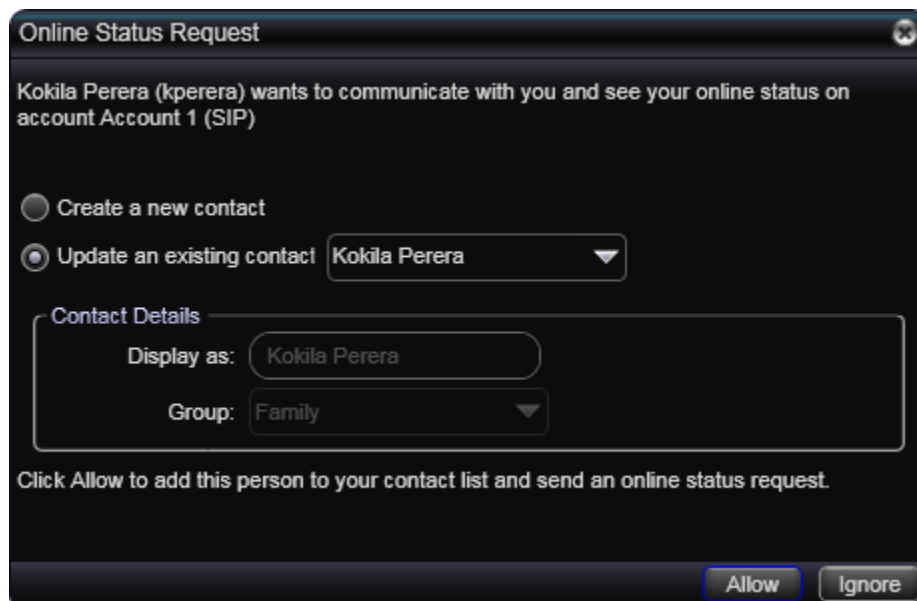 Online Status Request
Kokila Perera (kperera) wants to communicate with you and see your online status on
account Account 1 (SIP)
Create a new contact
Update an existing contact Kokila Perera
Contact Details
Display as: Kokila Perera
Group: Family
Click Allow to add this person to your contact list and send an online status request.
Allow Ignore